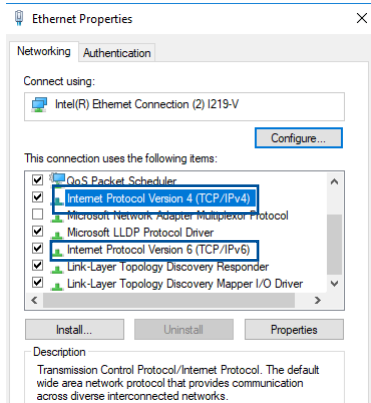 Ethernet Properties
Networking Authentication
Connect using:
Intel(R) Ethernet Connection (2) I219-V
Configure...
This connection uses the following items:
QoS Packet Scheduler
Internet Protocol Version 4 (TCP/IPv4)
Microsoft Network Adapter Multiplexor Protocol
Microsoft LLDP Protocol Driver
Internet Protocol Version 6 (TCP/IPv6)
Link-Layer Topology Discovery Responder
Link-Layer Topology Discovery Mapper I/O Driver
Install... Uninstall Properties
Description
Transmission Control Protocol/Internet Protocol. The default
wide area network protocol that provides communication
across diverse interconnected networks.